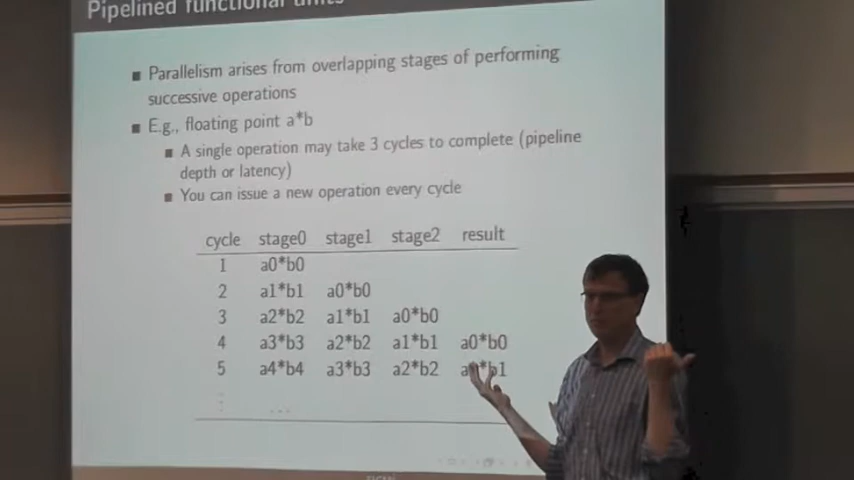 Pipelined functional units
Parallelism arises from overlapping stages of performing
successive operations
E.g., floating point a*b
A single operation may take 3 cycles to complete (pipeline
depth or latency)
You can issue a new operation every cycle
cycle stage0 stage1 stage2 result
1 a0*b0
2 a1*b1 a0*b0
3 a2*b2 a1*b1 a0*b0
4 a3*b3 a2*b2 a1*b1 a0*b0
5 a4*b4 a3*b3 a2*b2
⋮ ...